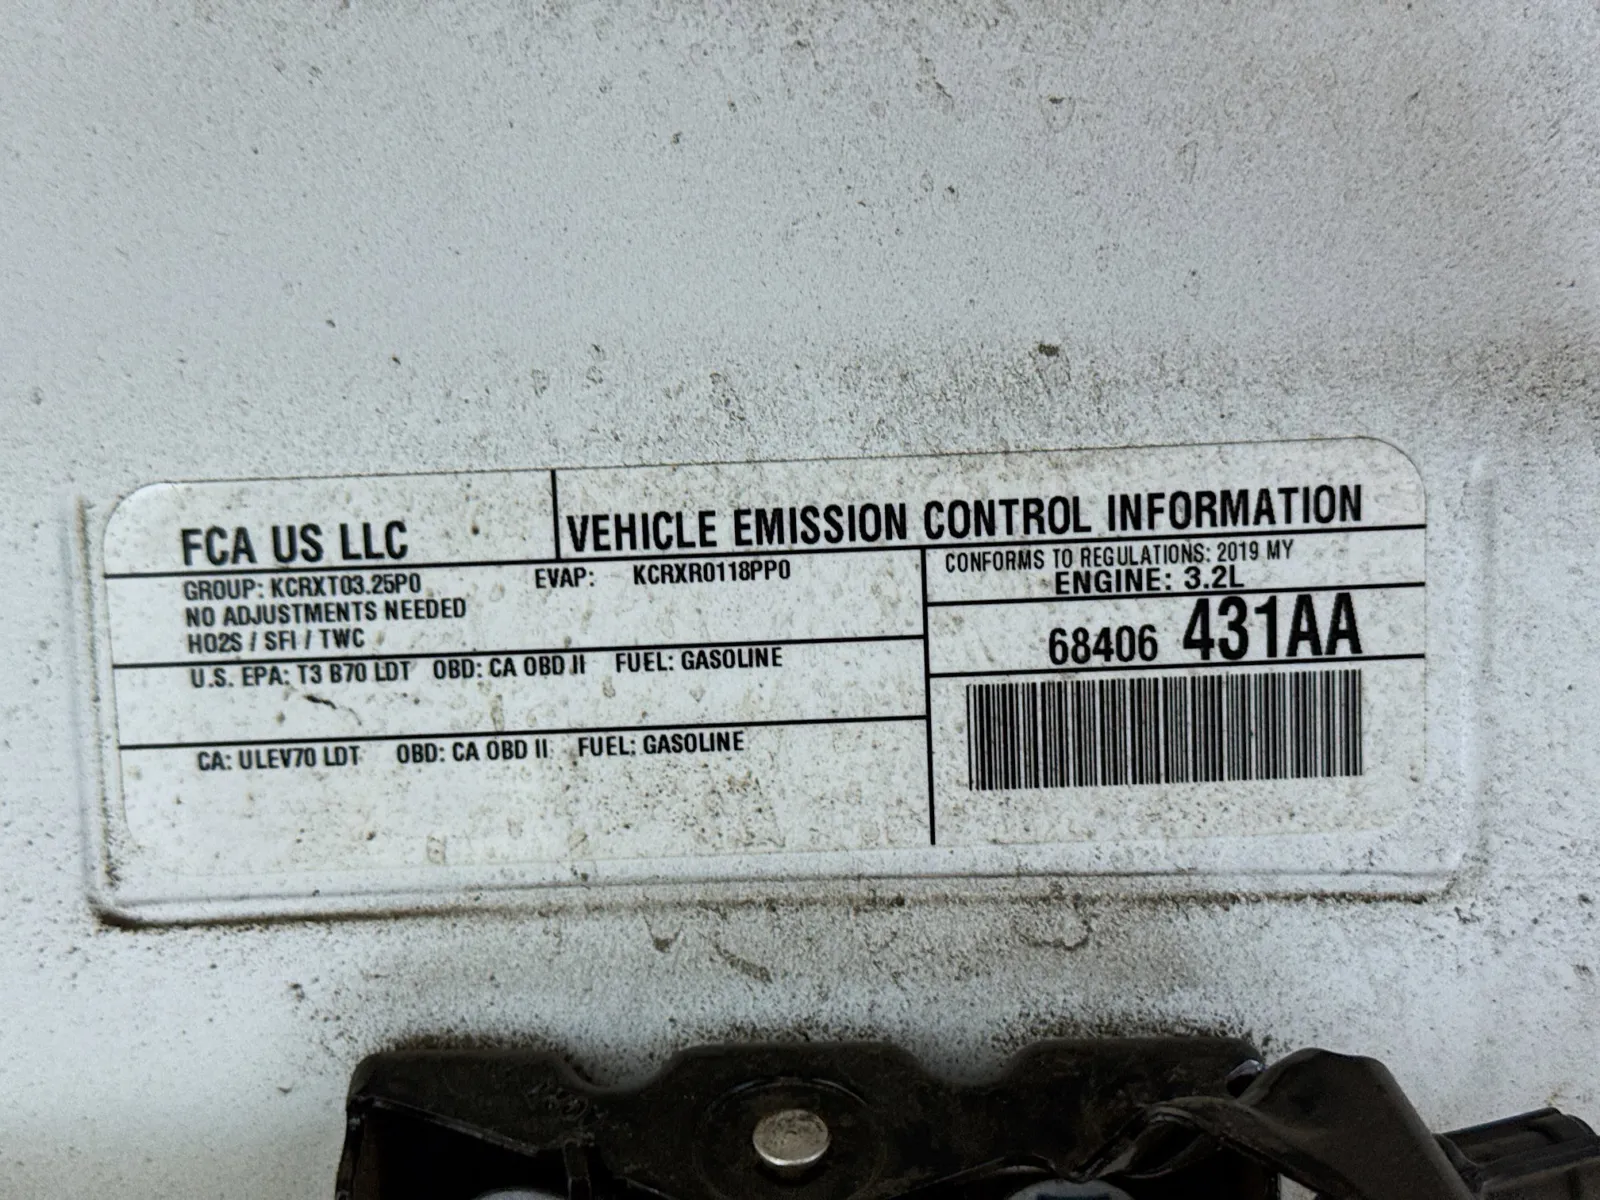 FCA US LLC
VEHICLE EMISSION CONTROL INFORMATION
GROUP: KCRXT03.25P0 EVAP: KCRXR0118PP0
NO ADJUSTMENTS NEEDED
HO2S / SFI / TWC
U.S. EPA: T3 B70 LDT OBD: CA OBD II FUEL: GASOLINE
CA: ULEV70 LDT OBD: CA OBD II FUEL: GASOLINE
CONFORMS TO REGULATIONS: 2019 MY
ENGINE: 3.2L
68406 431AA